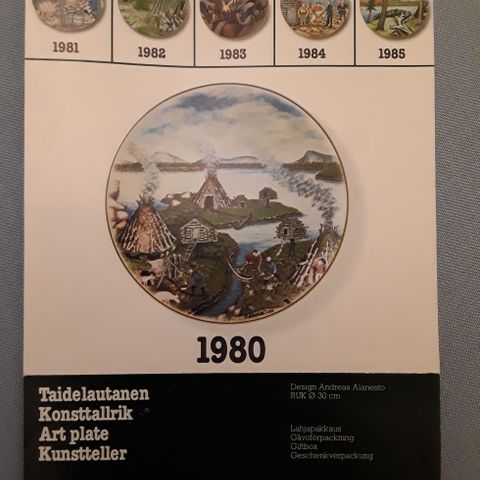 1981
1982
1983
1984
1985
1980
Taidelautanen
Konsttallrik
Art plate
Kunstteller
Design Andreas Alanesto
RUK Ø 30 cm
Lahjapakkaus
Gåvoförpackning
Giftbox
Geschenkverpackung